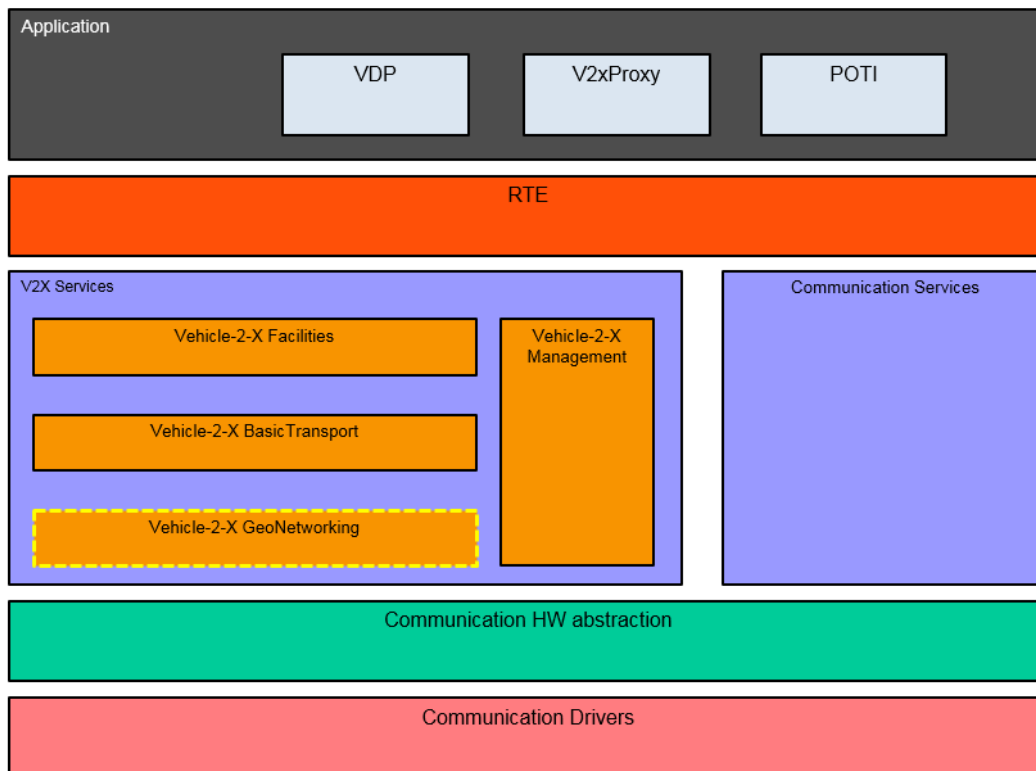 Application
VDP
V2xProxy
POTI
RTE
V2X Services
Communication Services
Vehicle-2-X Facilities
Vehicle-2-X
Management
Vehicle-2-X BasicTransport
Vehicle-2-X GeoNetworking
Communication HW abstraction
Communication Drivers